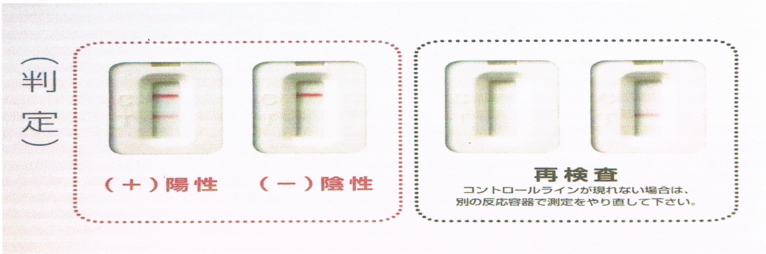 （判定）
（＋）陽性
（－）陰性
再検査
コントロールラインが現れない場合は、
別の反応容器で測定をやり直して下さい。